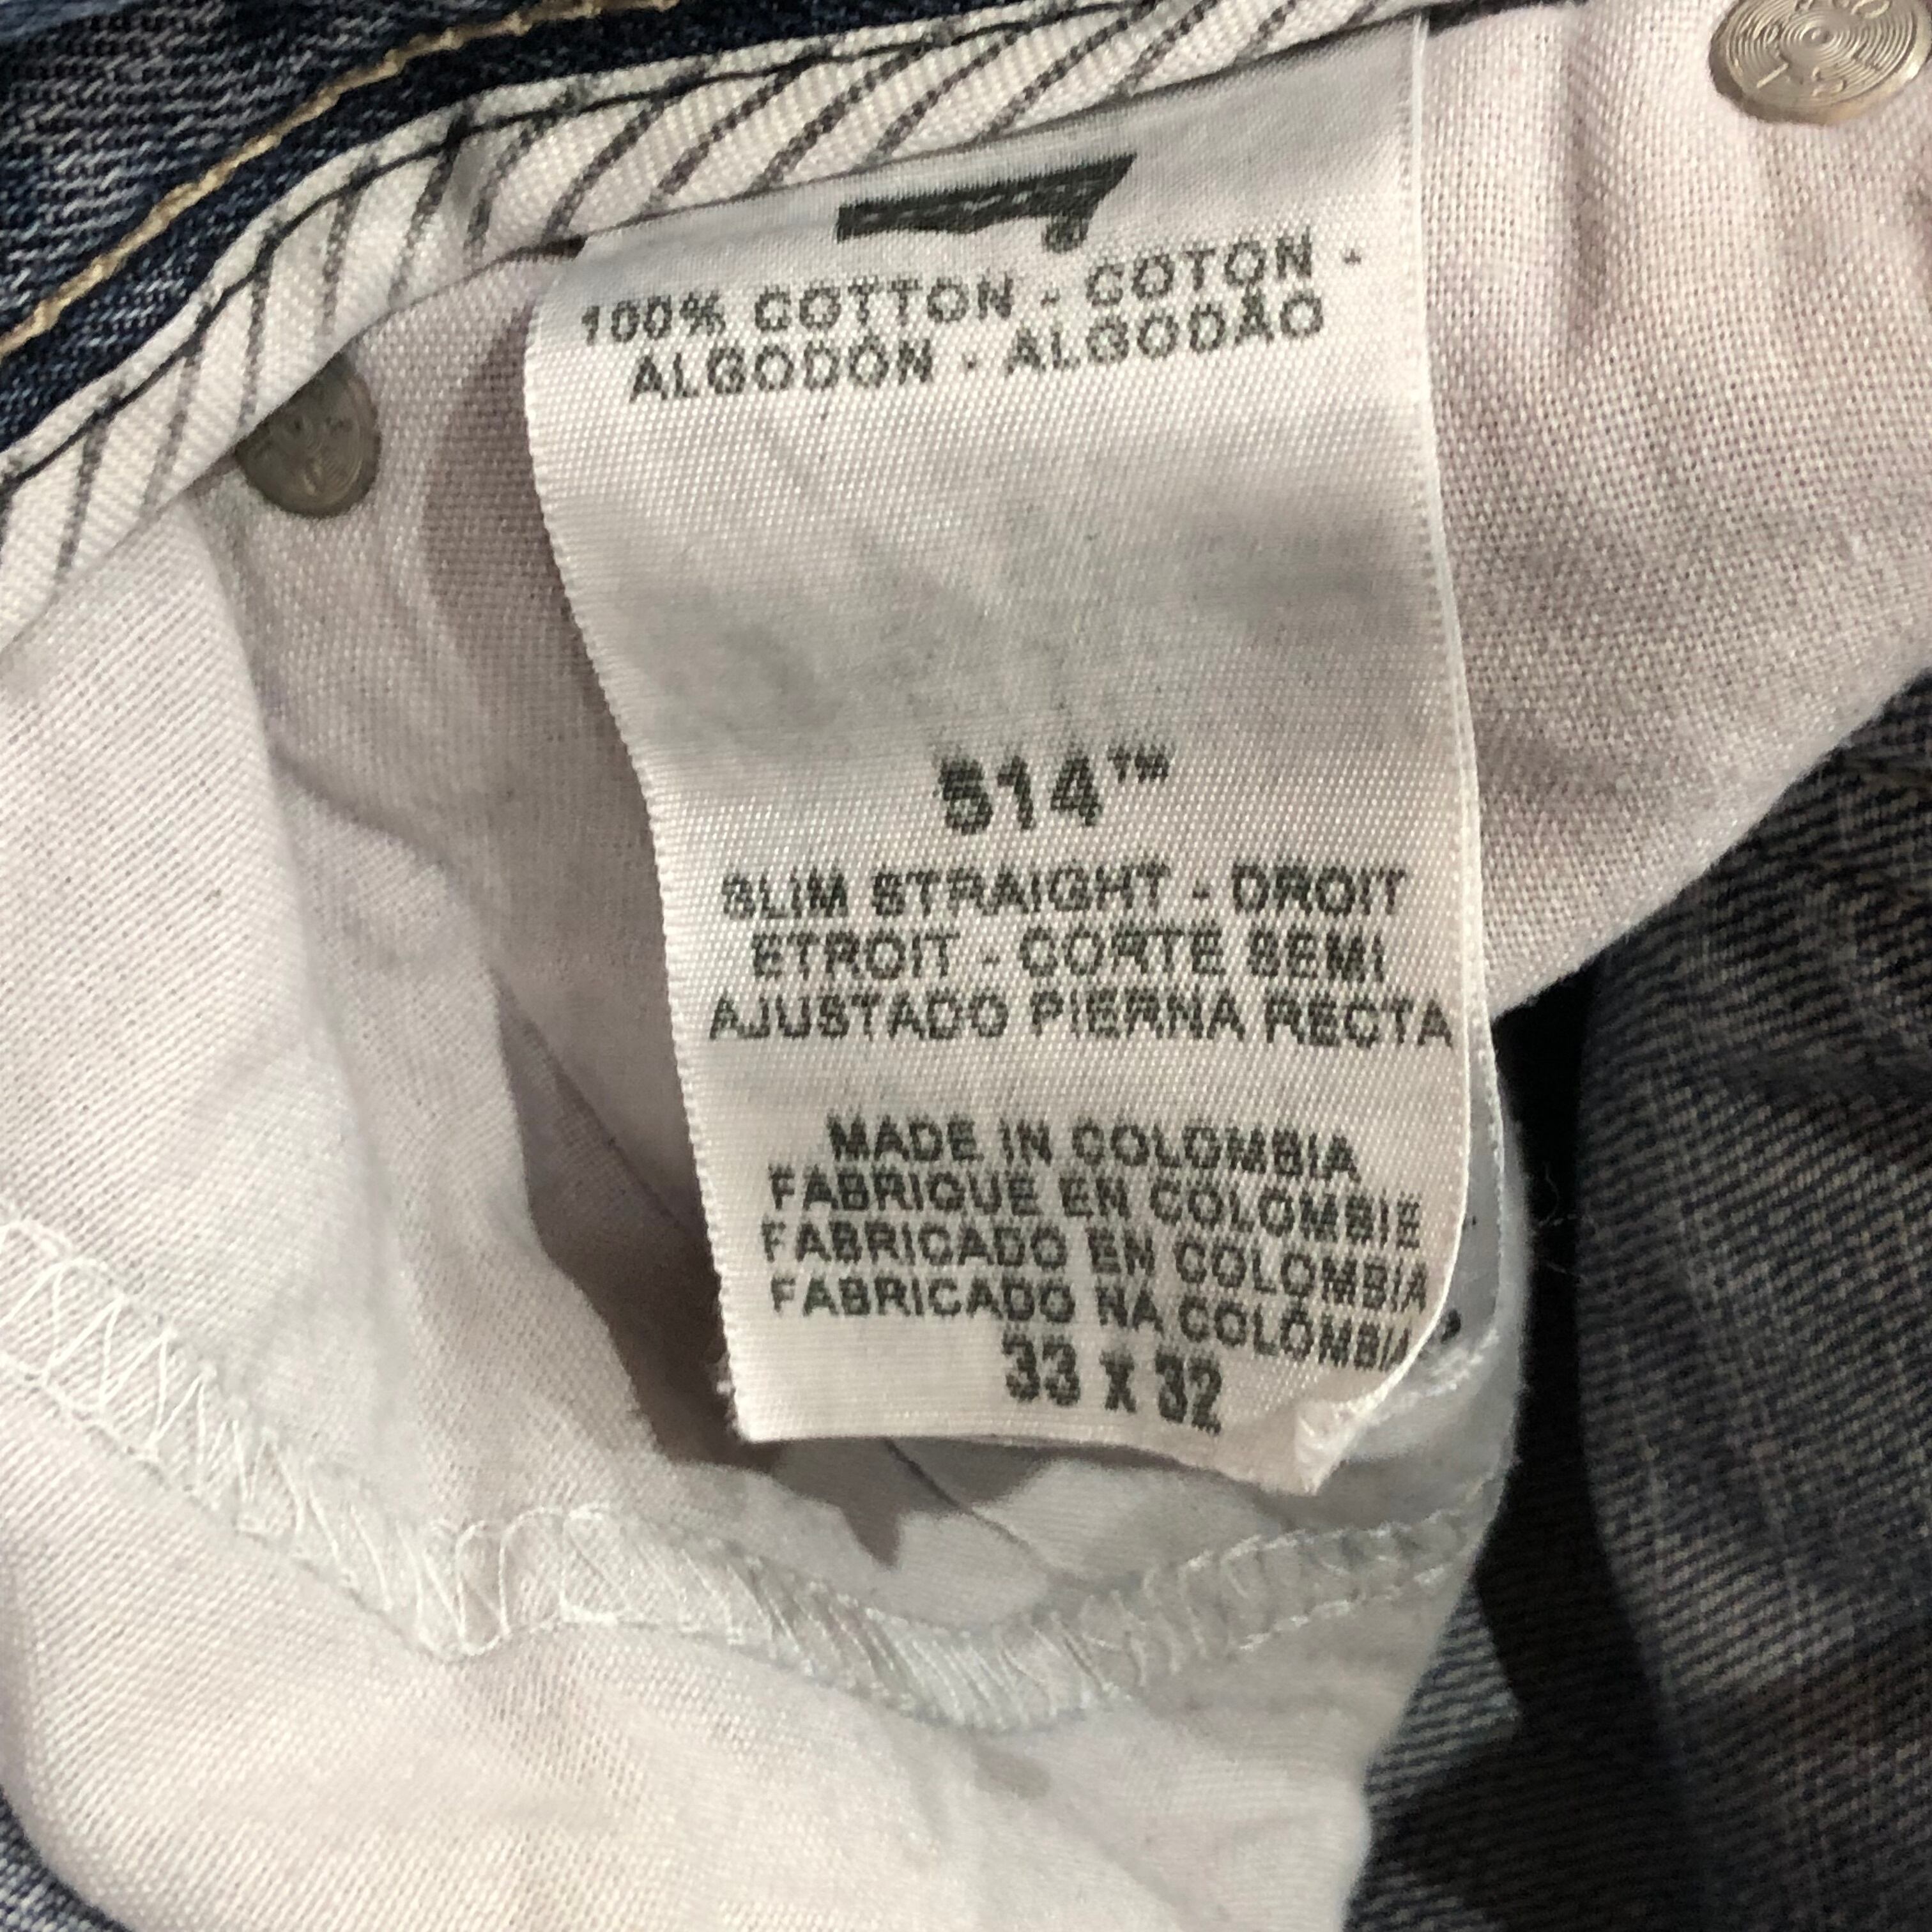 100% COTTON - COTON -
ALGODÓN - ALGODÃO
514™
SLIM STRAIGHT - DROIT
ETROIT - CORTE SEMI
AJUSTADO PIERNA RECTA
MADE IN COLOMBIA
FABRIQUE EN COLOMBIE
FABRICADO EN COLOMBIA
FABRICADO NA COLÔMBIA
33 X 32